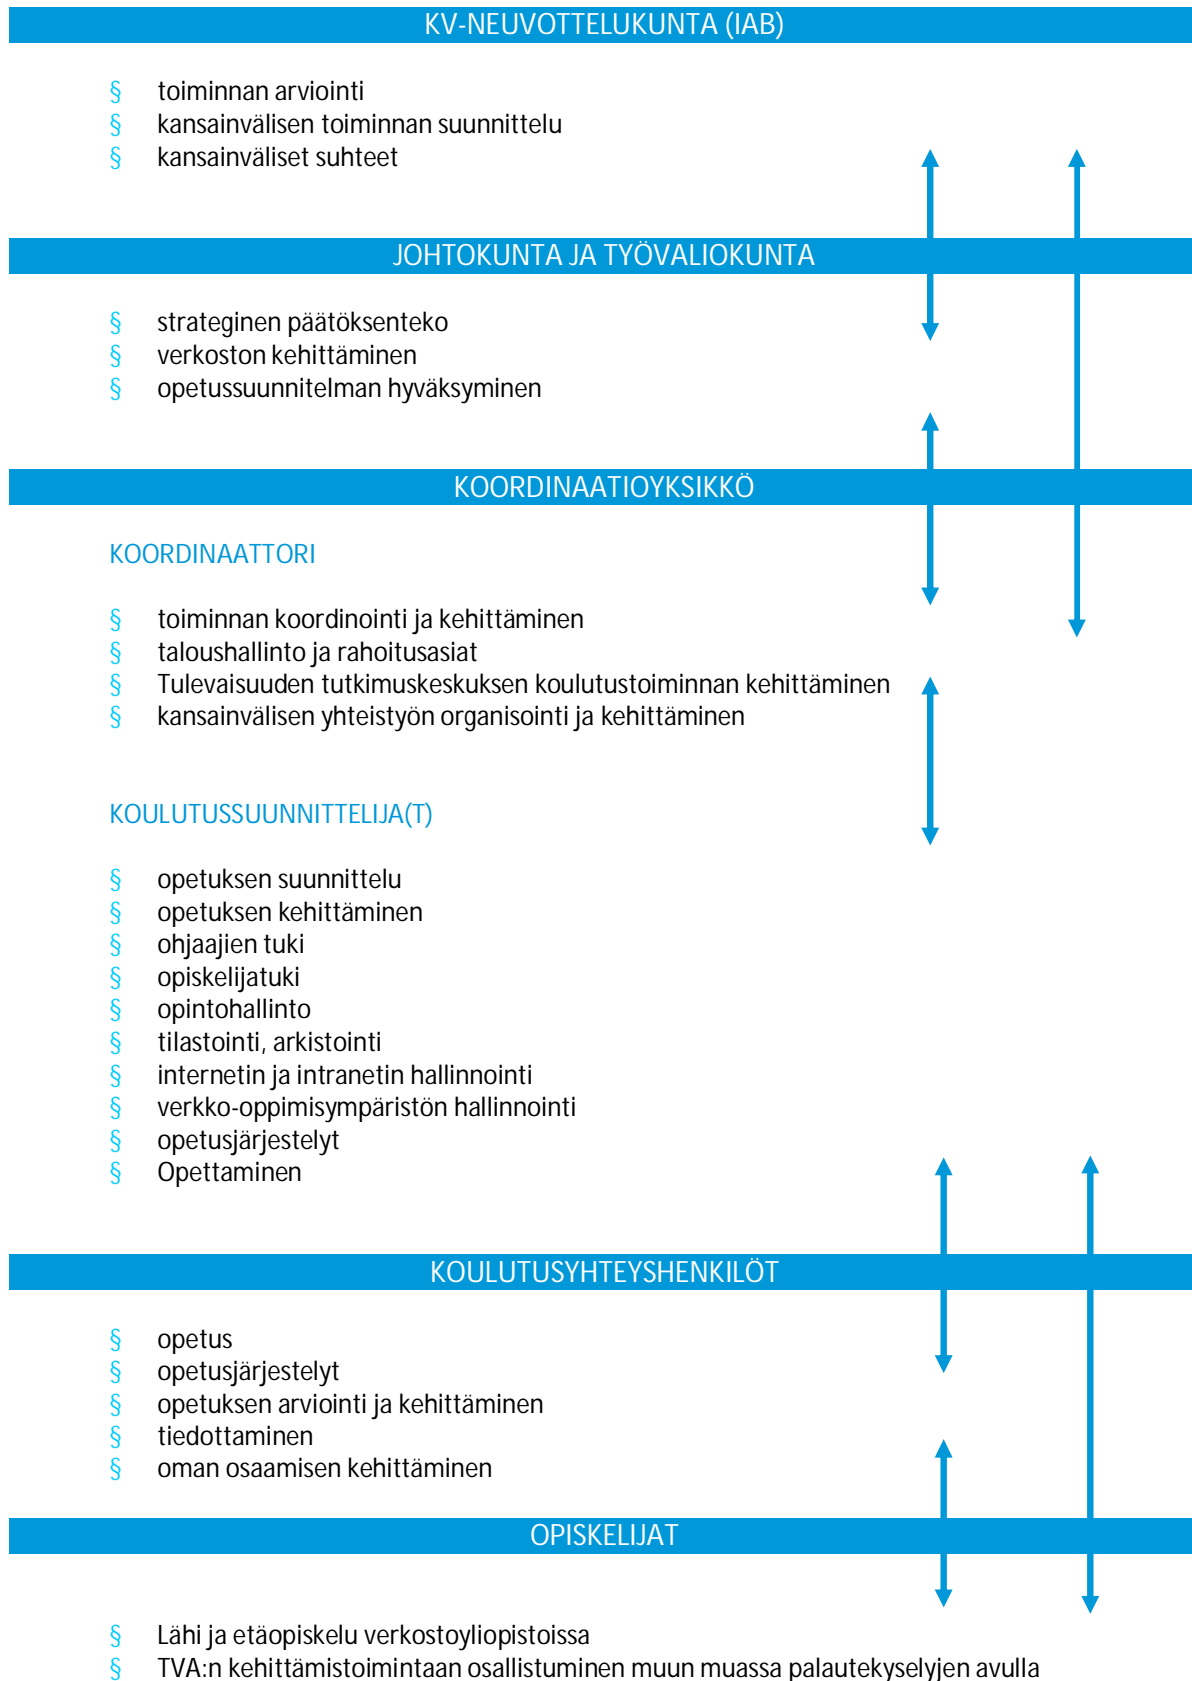 KV-NEUVOTTELUKUNTA (IAB)
§ toiminnan arviointi
§ kansainvälisen toiminnan suunnittelu
§ kansainväliset suhteet
JOHTOKUNTA JA TYÖVALIOKUNTA
§ strateginen päätöksenteko
§ verkoston kehittäminen
§ opetussuunnitelman hyväksyminen
KOORDINAATIOYKSIKKÖ
KOORDINAATTORI
§ toiminnan koordinointi ja kehittäminen
§ taloushallinto ja rahoitusasiat
§ Tulevaisuuden tutkimuskeskuksen koulutustoiminnan kehittäminen
§ kansainvälisen yhteistyön organisointi ja kehittäminen
KOULUTUSSUUNNITTELIJA(T)
§ opetuksen suunnittelu
§ opetuksen kehittäminen
§ ohjaajien tuki
§ opiskelijatuki
§ opintohallinto
§ tilastointi, arkistointi
§ internetin ja intranetin hallinnointi
§ verkko-oppimisympäristön hallinnointi
§ opetusjärjestelyt
§ Opettaminen
KOULUTUSYHTEYSHENKILÖT
§ opetus
§ opetusjärjestelyt
§ opetuksen arviointi ja kehittäminen
§ tiedottaminen
§ oman osaamisen kehittäminen
OPISKELIJAT
§ Lähi ja etäopiskelu verkostoyliopistoissa
§ TVA:n kehittämistoimintaan osallistuminen muun muassa palautekyselyjen avulla